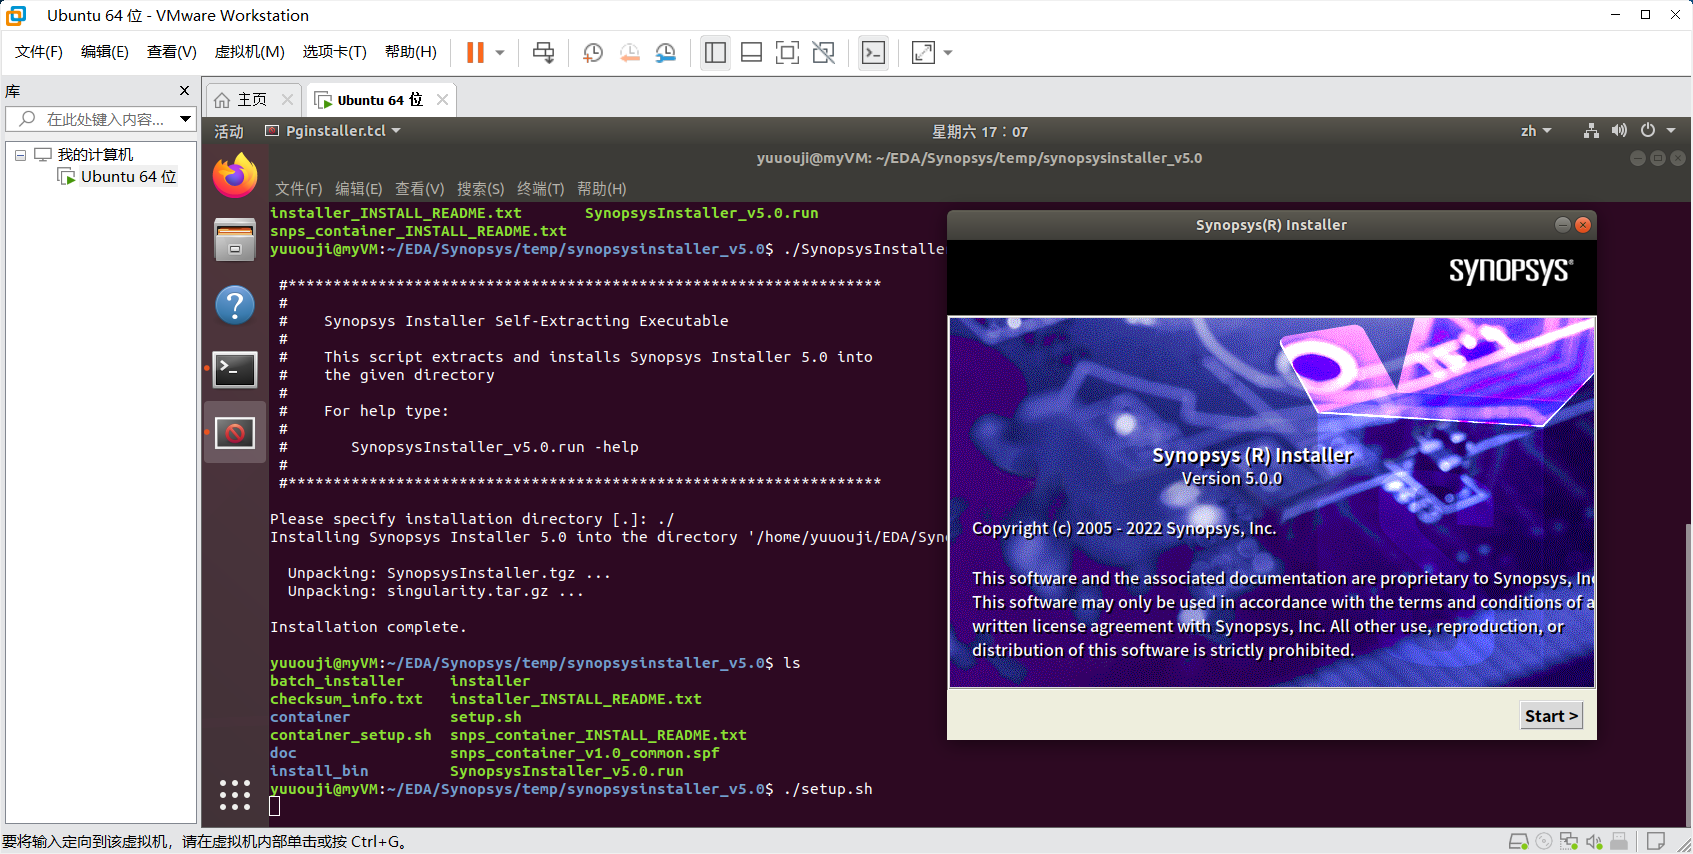 Ubuntu 64 位 - VMware Workstation
文件(F) 编辑(E) 查看(V) 虚拟机(M) 选项卡(T) 帮助(H)
库
主页
Ubuntu 64 位
在此处键入内容...
我的计算机
Ubuntu 64 位
活动 Pginstaller.tcl 星期六 17：07 zh
yuuouji@myVM: ~/EDA/Synopsys/temp/synopsysinstaller_v5.0
文件(F) 编辑(E) 查看(V) 搜索(S) 终端(T) 帮助(H)
installer_INSTALL_README.txt SynopsysInstaller_v5.0.run
snps_container_INSTALL_README.txt
yuuouji@myVM:~/EDA/Synopsys/temp/synopsysinstaller_v5.0$ ./SynopsysInstalle
#******************************************************************
#
# Synopsys Installer Self-Extracting Executable
#
# This script extracts and installs Synopsys Installer 5.0 into
# the given directory
#
# For help type:
#
# SynopsysInstaller_v5.0.run -help
#
#******************************************************************
Please specify installation directory [.]: ./
Installing Synopsys Installer 5.0 into the directory '/home/yuuouji/EDA/Syn
Unpacking: SynopsysInstaller.tgz ...
Unpacking: singularity.tar.gz ...
Installation complete.
yuuouji@myVM:~/EDA/Synopsys/temp/synopsysinstaller_v5.0$ ls
batch_installer installer
checksum_info.txt installer_INSTALL_README.txt
container setup.sh
container_setup.sh snps_container_INSTALL_README.txt
doc snps_container_v1.0_common.spf
install_bin SynopsysInstaller_v5.0.run
yuuouji@myVM:~/EDA/Synopsys/temp/synopsysinstaller_v5.0$ ./setup.sh
Synopsys(R) Installer
SYNOPSYS®
Synopsys (R) Installer
Version 5.0.0
Copyright (c) 2005 - 2022 Synopsys, Inc.
This software and the associated documentation are proprietary to Synopsys, Inc
This software may only be used in accordance with the terms and conditions of a
written license agreement with Synopsys, Inc. All other use, reproduction, or
distribution of this software is strictly prohibited.
Start >
要将输入定向到该虚拟机，请在虚拟机内部单击或按 Ctrl+G。